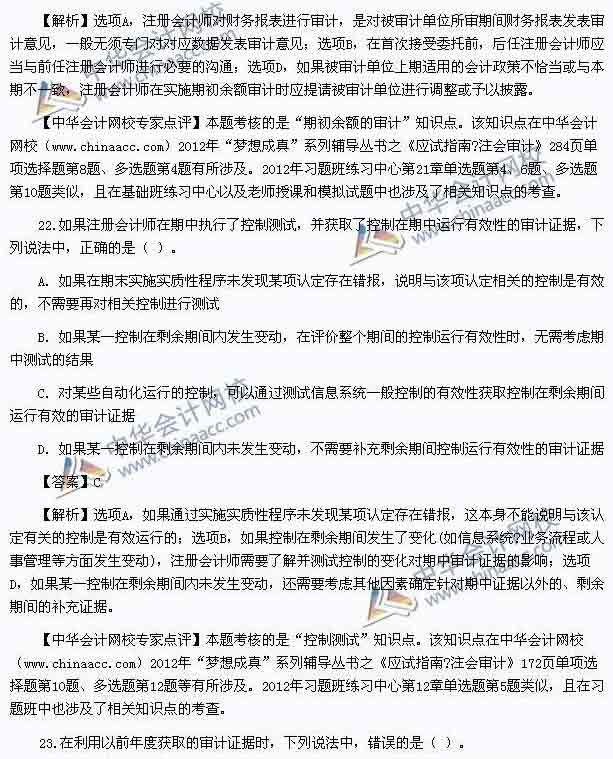 【解析】选项A，注册会计师对财务报表进行审计，是对被审计单位所审期间财务报表发表审
计意见，一般无须专门对对应数据发表审计意见；选项B，在首次接受委托前，后任注册会计师应
当与前任注册会计师进行必要的沟通；选项D，如果被审计单位上期适用的会计政策不恰当或与本
期不一致，注册会计师在实施期初余额审计时应提请被审计单位进行调整或予以披露。
【中华会计网校专家点评】本题考核的是“期初余额的审计”知识点。该知识点在中华会计
网校（www.chinaacc.com）2012年“梦想成真”系列辅导丛书之《应试指南?注会审计》284页单
项选择题第8题、多选题第4题有所涉及。2012年习题班练习中心第21章单选题第4、6题、多选题
第10题类似，且在基础班练习中心以及老师授课和模拟试题中也涉及了相关知识点的考查。
22.如果注册会计师在期中执行了控制测试，并获取了控制在期中运行有效性的审计证据，下
列说法中，正确的是（ ）。
A．如果在期末实施实质性程序未发现某项认定存在错报，说明与该项认定相关的控制是有效
的，不需要再对相关控制进行测试
B．如果某一控制在剩余期间内发生变动，在评价整个期间的控制运行有效性时，无需考虑期
中测试的结果
C．对某些自动化运行的控制，可以通过测试信息系统一般控制的有效性获取控制在剩余期间
运行有效的审计证据
D．如果某一控制在剩余期间内未发生变动，不需要补充剩余期间控制运行有效性的审计证据
【答案】C
【解析】选项A，如果通过实施实质性程序未发现某项认定存在错报，这本身不能说明与该认
定有关的控制是有效运行的；选项B，如果控制在剩余期间发生了变化(如信息系统?业务流程或人
事管理等方面发生变动)，注册会计师需要了解并测试控制的变化对期中审计证据的影响；选项
D，如果某一控制在剩余期间内未发生变动，还需要考虑其他因素确定针对期中证据以外的、剩余
期间的补充证据。
【中华会计网校专家点评】本题考核的是“控制测试”知识点。该知识点在中华会计网校
（www.chinaacc.com）2012年“梦想成真”系列辅导丛书之《应试指南?注会审计》172页单项选
择题第10题、多选题第12题等有所涉及。2012年习题班练习中心第12章单选题第5题类似，且在习
题班中也涉及了相关知识点的考查。
23.在利用以前年度获取的审计证据时，下列说法中，错误的是（ ）。
中华会计网校
www.chinaacc.com
中华会计网校
www.chinaacc.com
中华会计网校
www.chinaacc.com
中华会计网校
www.chinaacc.com